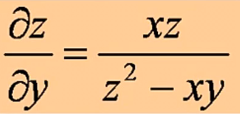 ∂z/∂y = xz/(z² − xy)